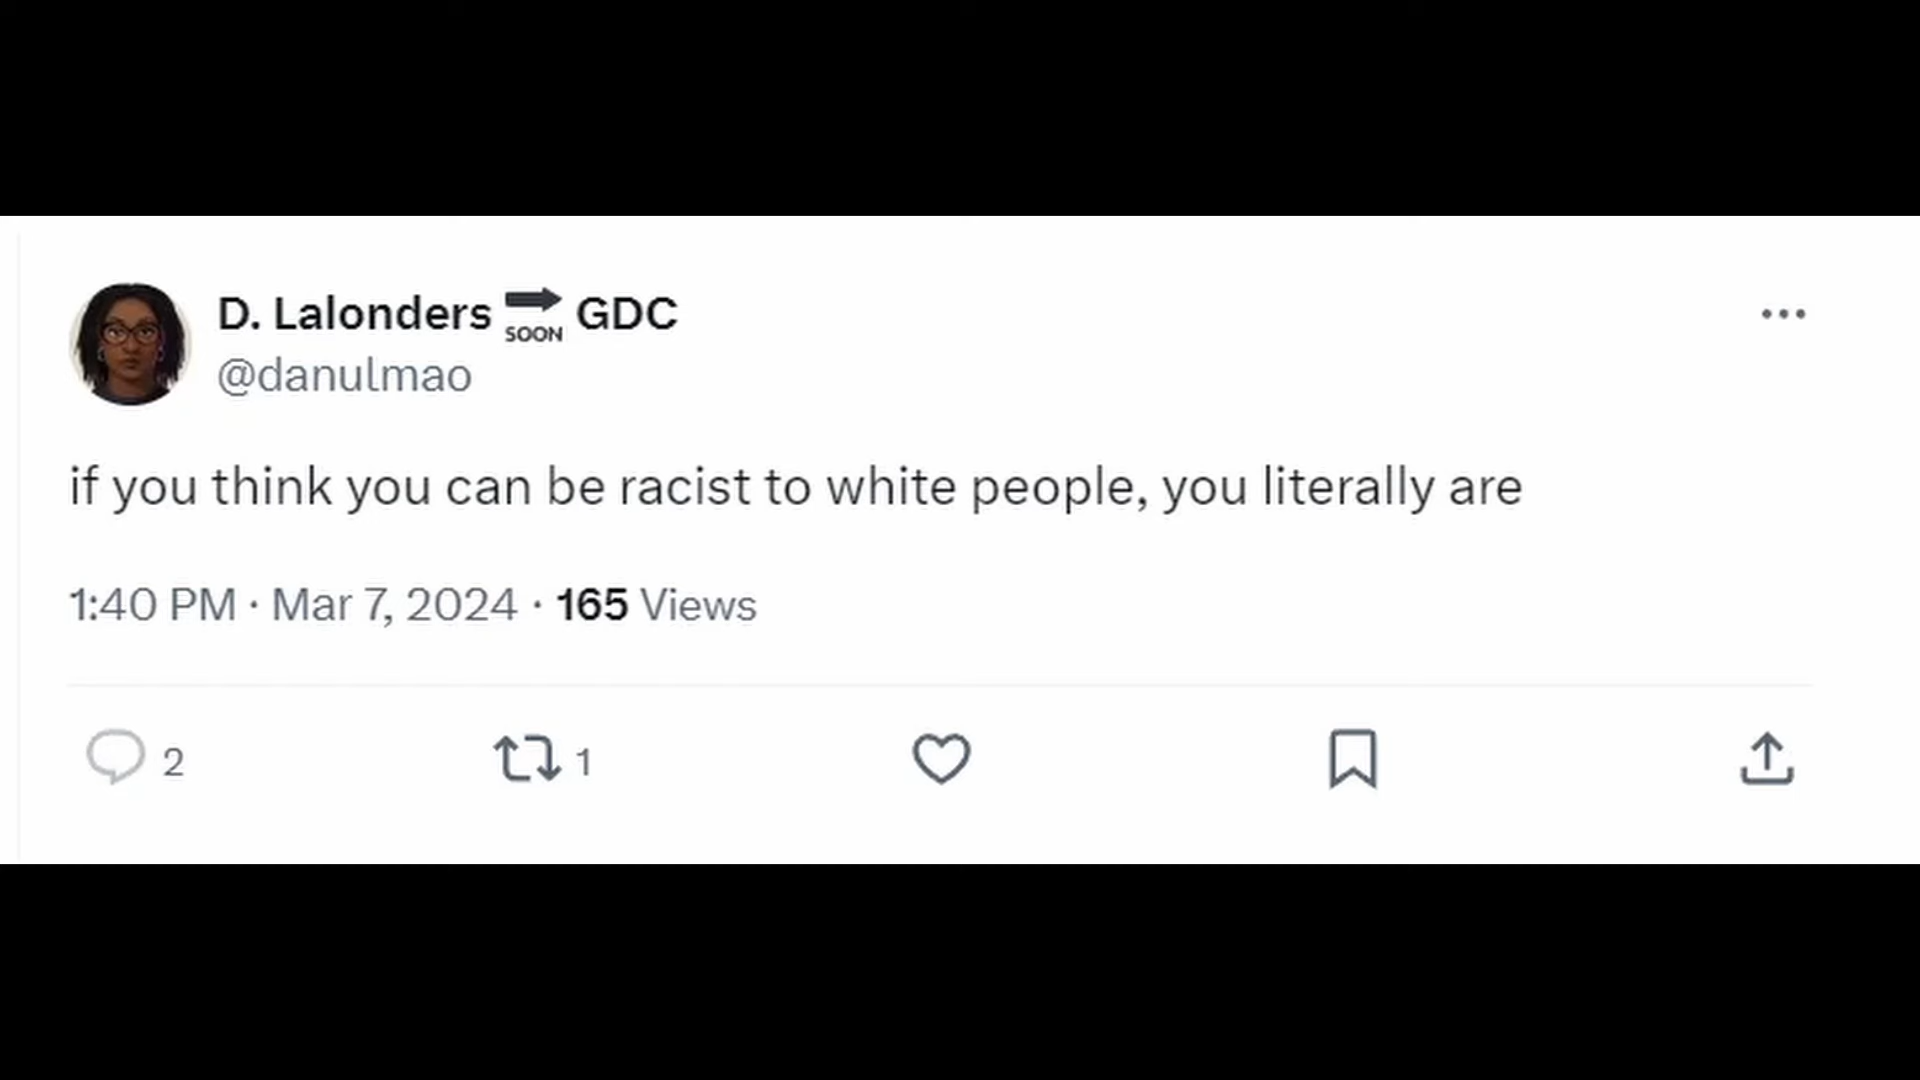 D. Lalonders 🔜 GDC
@danulmao
if you think you can be racist to white people, you literally are
1:40 PM · Mar 7, 2024 · 165 Views
2 1